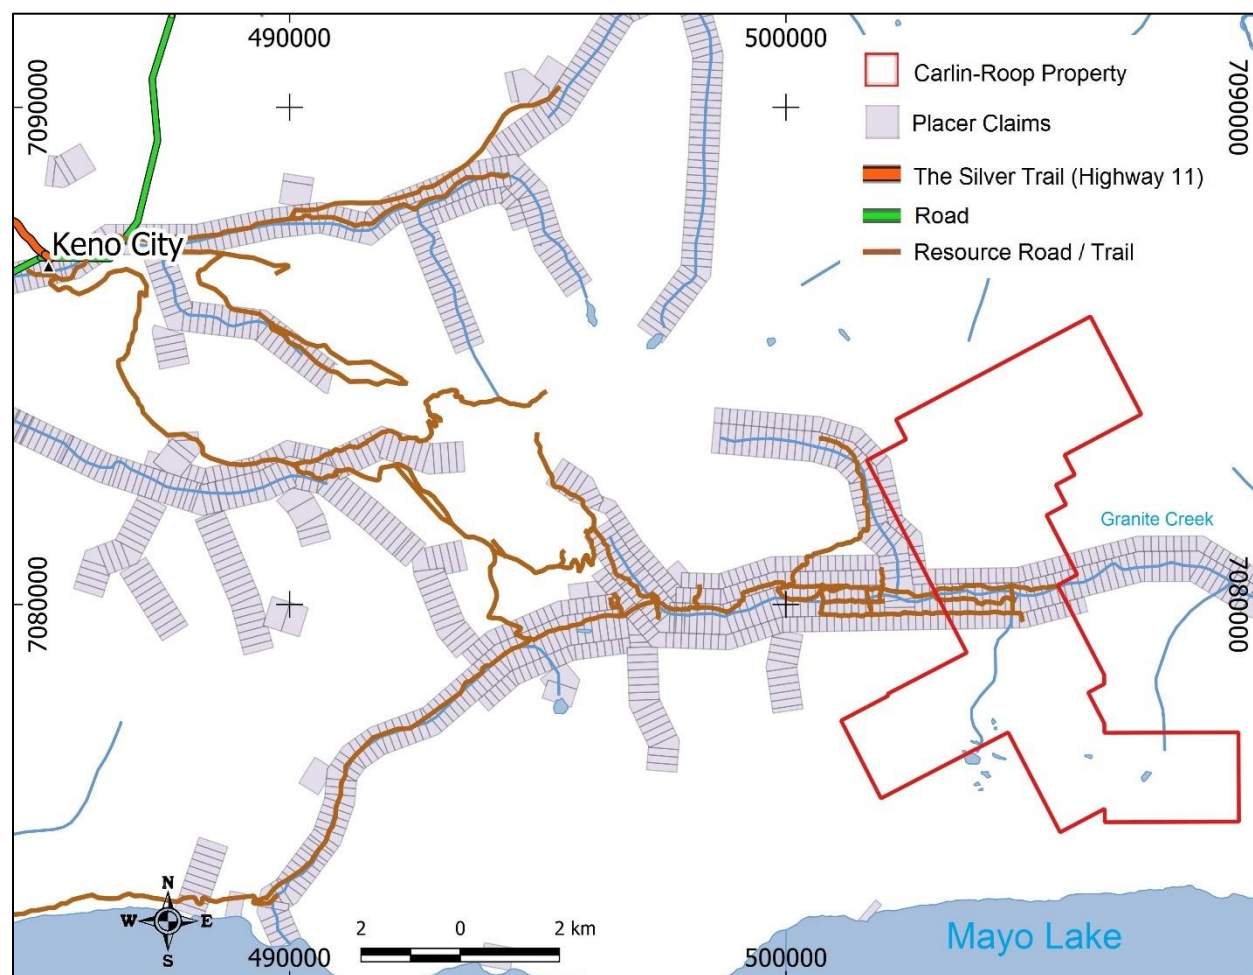 490000
500000
7090000
7090000
Carlin-Roop Property
Placer Claims
The Silver Trail (Highway 11)
Road
Resource Road / Trail
Keno City
Granite Creek
7080000
7080000
N
W E
S
2 0 2 km
490000
500000
Mayo Lake